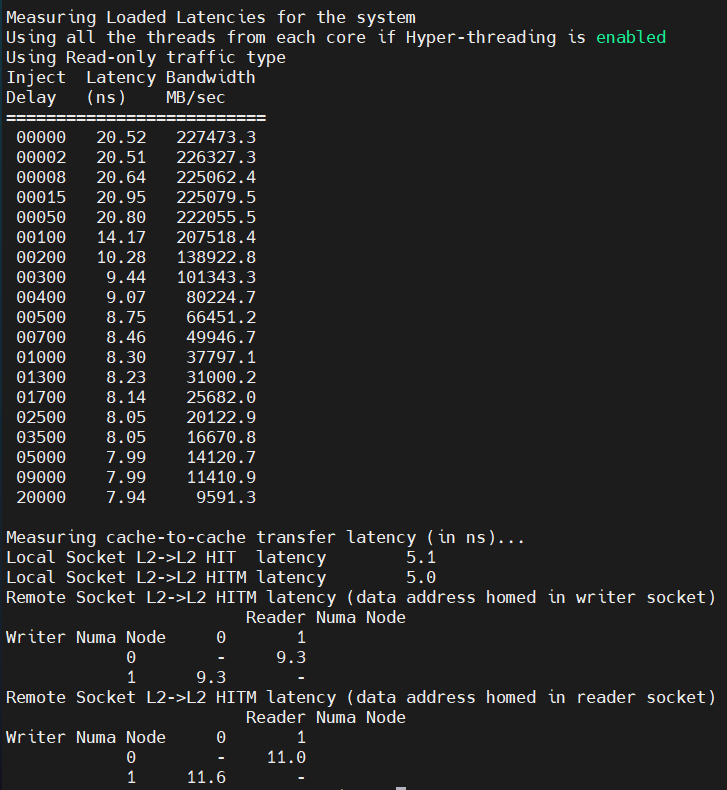 Measuring Loaded Latencies for the system
Using all the threads from each core if Hyper-threading is enabled
Using Read-only traffic type
Inject  Latency Bandwidth
Delay   (ns)    MB/sec
==========================
 00000   20.52   227473.3
 00002   20.51   226327.3
 00008   20.64   225062.4
 00015   20.95   225079.5
 00050   20.80   222055.5
 00100   14.17   207518.4
 00200   10.28   138922.8
 00300    9.44   101343.3
 00400    9.07    80224.7
 00500    8.75    66451.2
 00700    8.46    49946.7
 01000    8.30    37797.1
 01300    8.23    31000.2
 01700    8.14    25682.0
 02500    8.05    20122.9
 03500    8.05    16670.8
 05000    7.99    14120.7
 09000    7.99    11410.9
 20000    7.94     9591.3

Measuring cache-to-cache transfer latency (in ns)...
Local Socket L2->L2 HIT  latency        5.1
Local Socket L2->L2 HITM latency        5.0
Remote Socket L2->L2 HITM latency (data address homed in writer socket)
                        Reader Numa Node
Writer Numa Node     0       1
            0        -     9.3
            1      9.3       -
Remote Socket L2->L2 HITM latency (data address homed in reader socket)
                        Reader Numa Node
Writer Numa Node     0       1
            0        -    11.0
            1     11.6       -